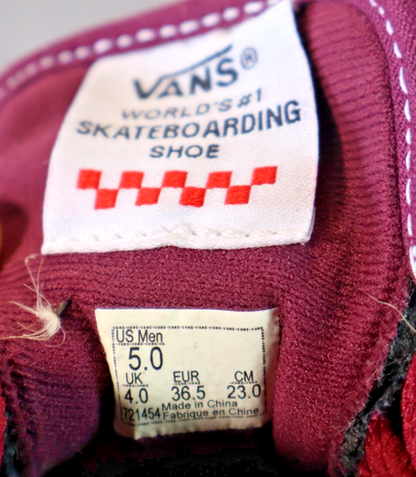 VANS®
WORLD'S #1
SKATEBOARDING
SHOE
US Men
5.0
UK EUR CM
4.0 36.5 23.0
721454 Made in China
Fabrique en Chine